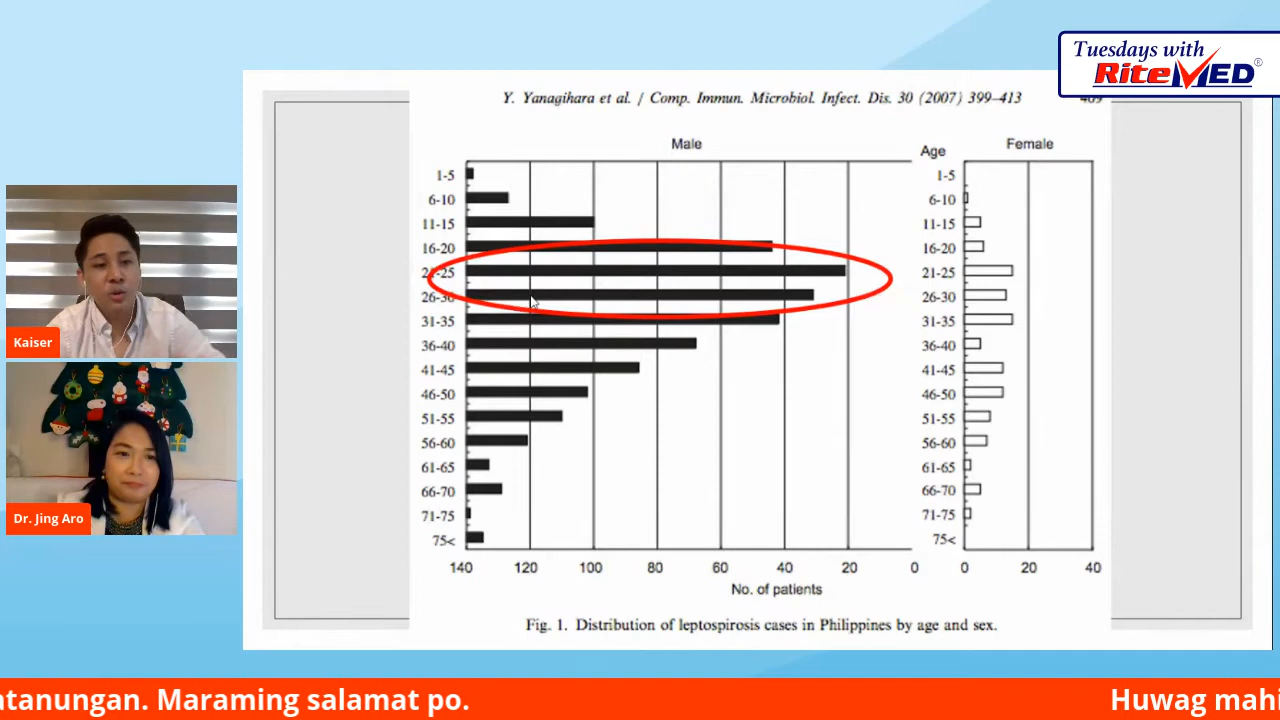 Tuesdays with
RiteMED®
Y. Yanagihara et al. / Comp. Immun. Microbiol. Infect. Dis. 30 (2007) 399–413
Male Age Female
1-5 1-5
6-10 6-10
11-15 11-15
16-20 16-20
21-25 21-25
26-30 26-30
31-35 31-35
36-40 36-40
41-45 41-45
46-50 46-50
51-55 51-55
56-60 56-60
61-65 61-65
66-70 66-70
71-75 71-75
75< 75<
140 120 100 80 60 40 20 0 0 20 40
No. of patients
Fig. 1. Distribution of leptospirosis cases in Philippines by age and sex.
Kaiser
Dr. Jing Aro
atanungan. Maraming salamat po. Huwag mahi